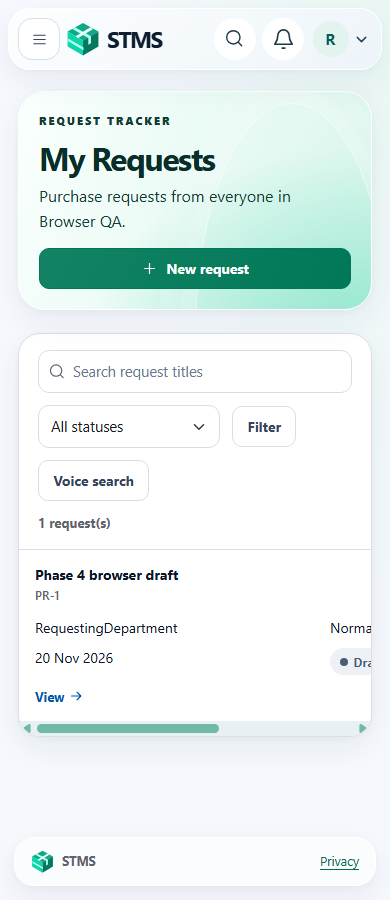 STMS
R
REQUEST TRACKER
My Requests
Purchase requests from everyone in
Browser QA.
New request
Search request titles
All statuses
Filter
Voice search
1 request(s)
Phase 4 browser draft
PR-1
RequestingDepartment
Norma
20 Nov 2026
Dra
View
STMS
Privacy